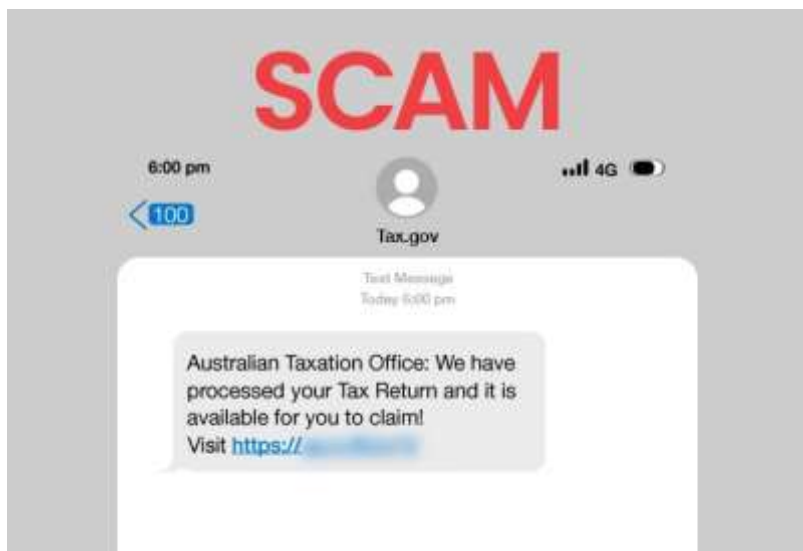 SCAM
6:00 pm
4G
100
Tax.gov
Text Message
Today 6:00 pm
Australian Taxation Office: We have
processed your Tax Return and it is
available for you to claim!
Visit https://